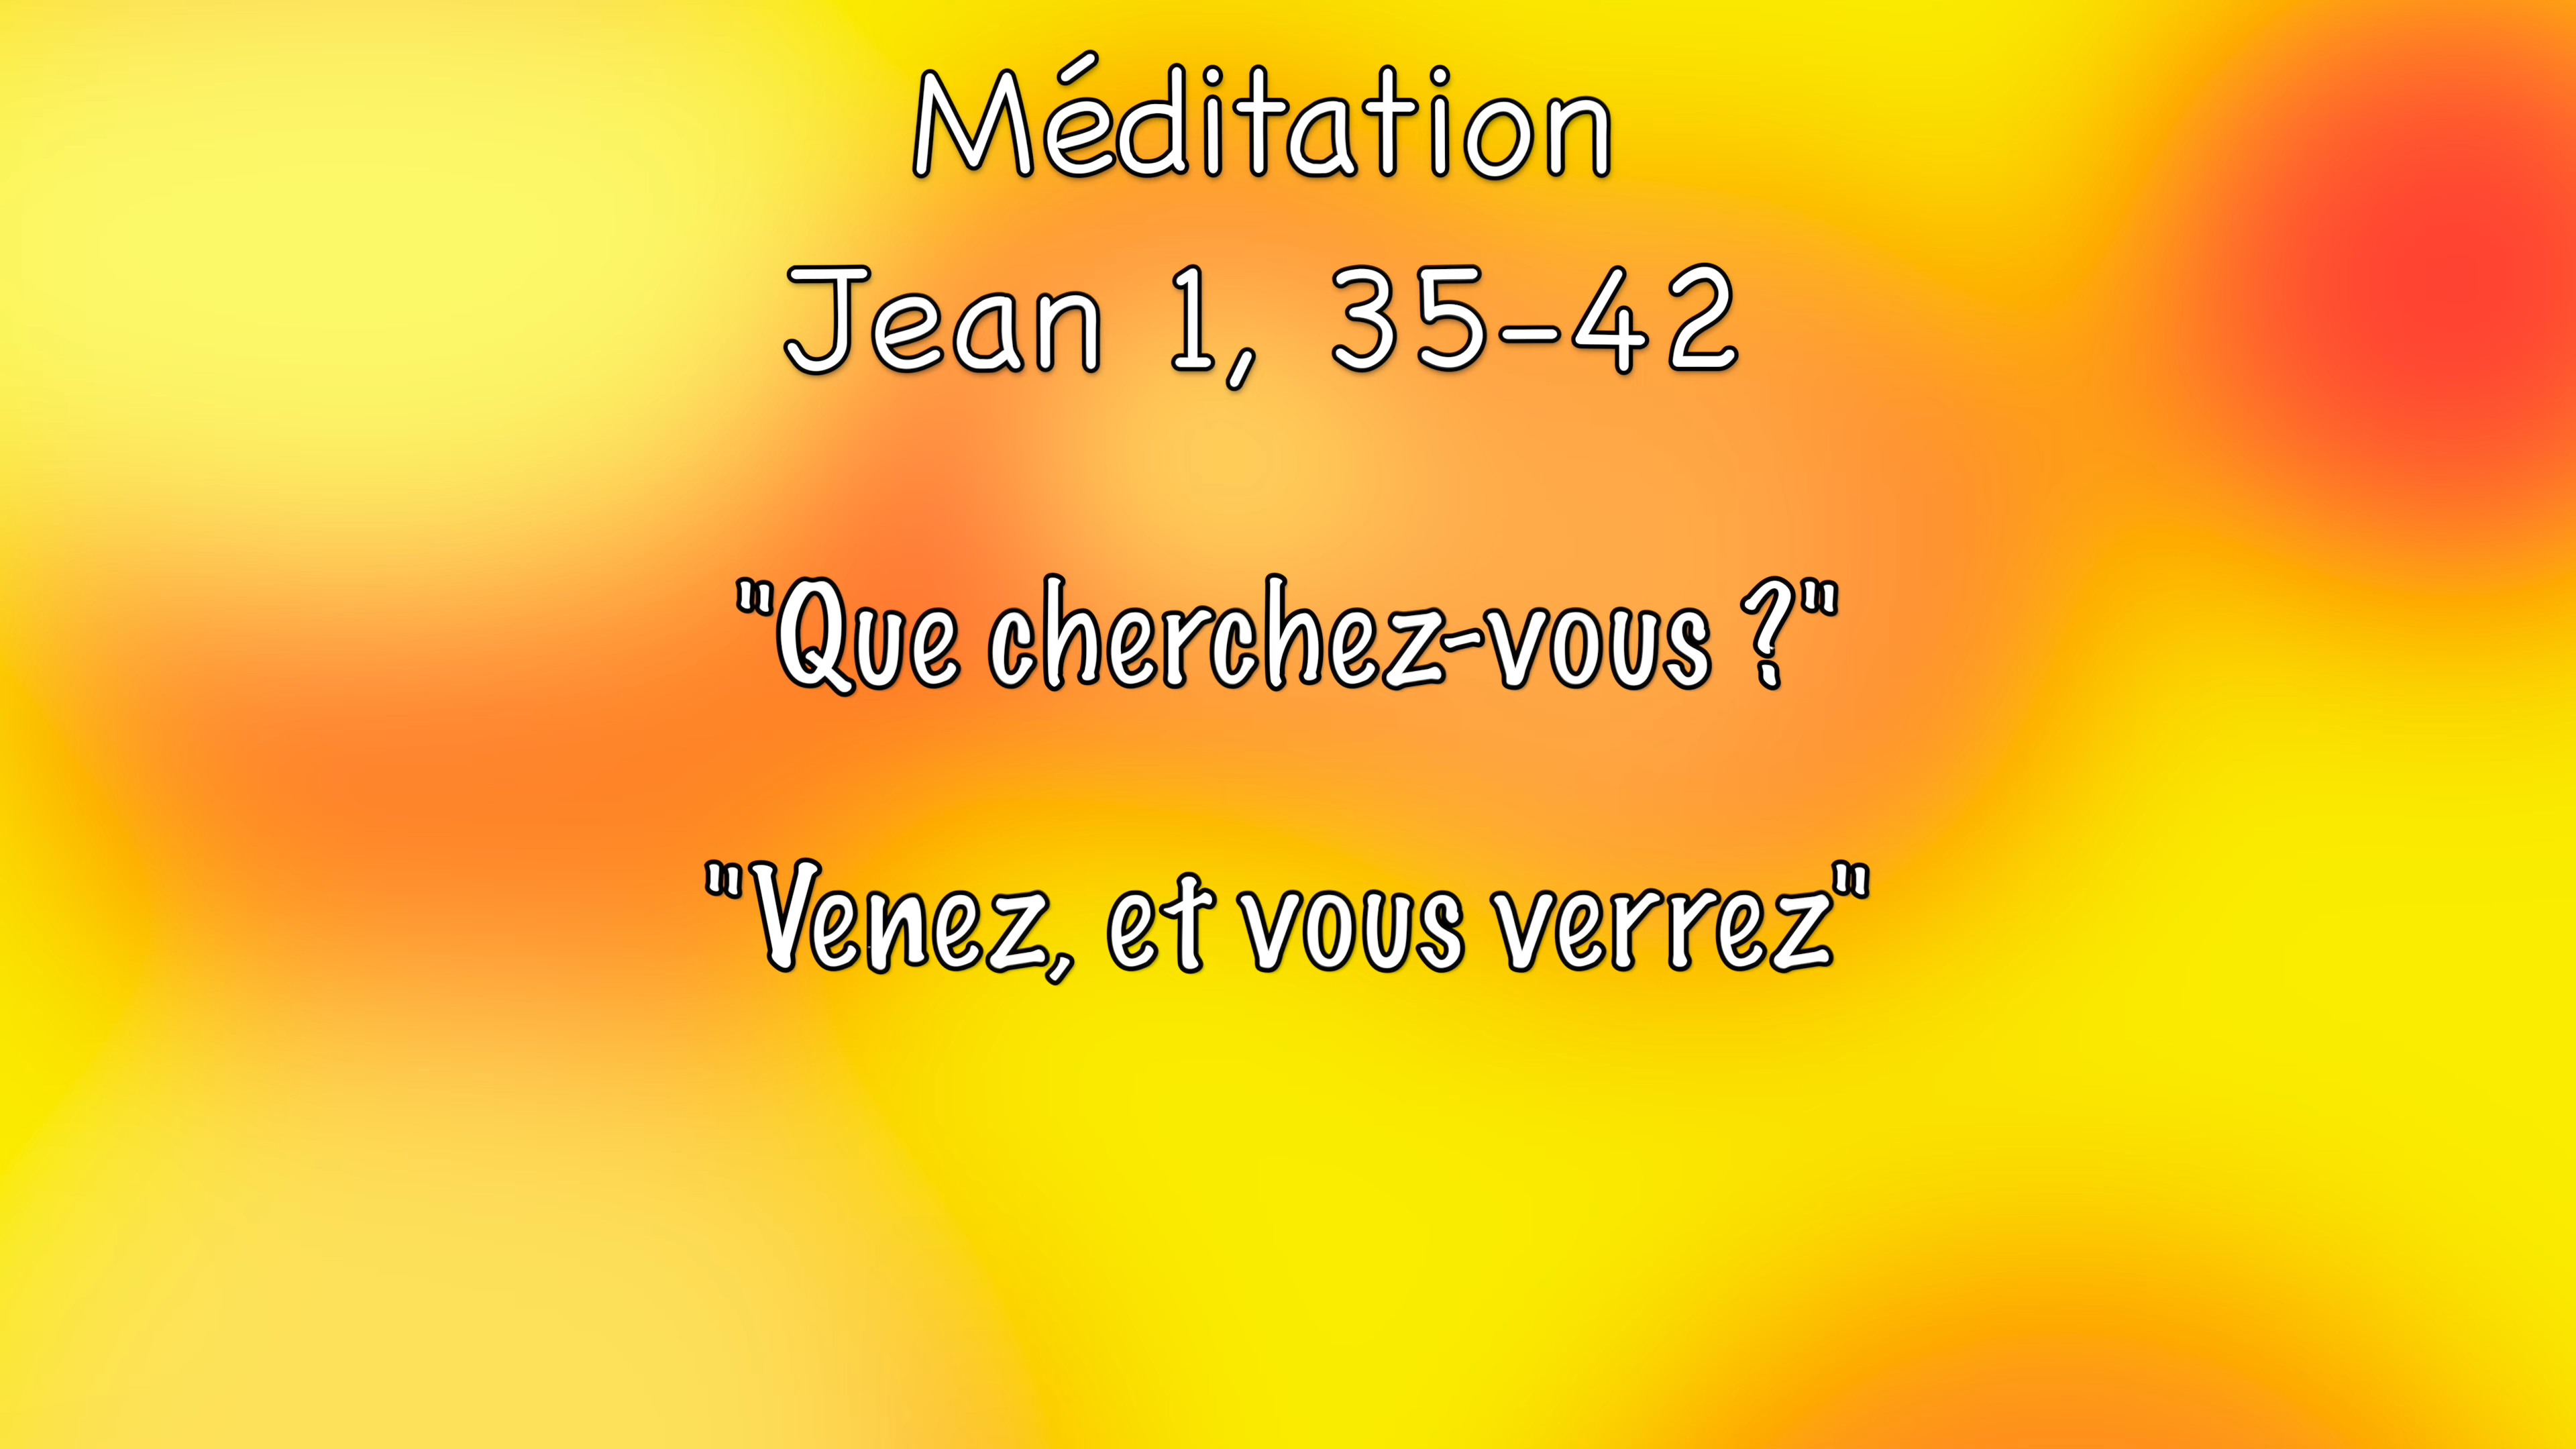 Méditation
Jean 1, 35-42
"Que cherchez-vous ?"
"Venez, et vous verrez"